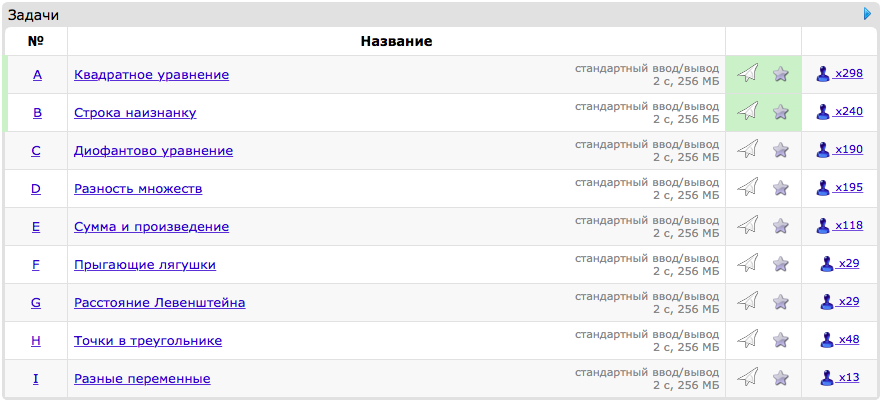 Задачи
№ Название
A Квадратное уравнение стандартный ввод/вывод x298
2 с, 256 МБ
B Строка наизнанку стандартный ввод/вывод x240
2 с, 256 МБ
C Диофантово уравнение стандартный ввод/вывод x190
2 с, 256 МБ
D Разность множеств стандартный ввод/вывод x195
2 с, 256 МБ
E Сумма и произведение стандартный ввод/вывод x118
2 с, 256 МБ
F Прыгающие лягушки стандартный ввод/вывод x29
2 с, 256 МБ
G Расстояние Левенштейна стандартный ввод/вывод x29
2 с, 256 МБ
H Точки в треугольнике стандартный ввод/вывод x48
2 с, 256 МБ
I Разные переменные стандартный ввод/вывод x13
2 с, 256 МБ